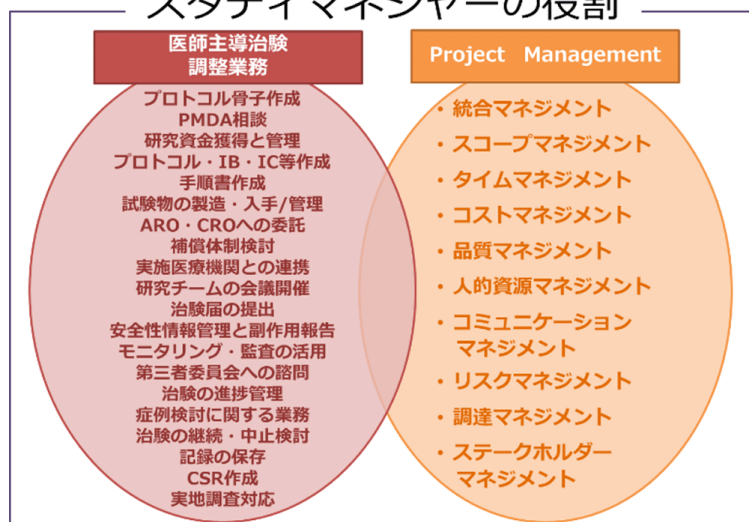 スタディマネジャーの役割
医師主導治験
調整業務
プロトコル骨子作成
PMDA相談
研究資金獲得と管理
プロトコル・IB・IC等作成
手順書作成
試験物の製造・入手/管理
ARO・CROへの委託
補償体制検討
実施医療機関との連携
研究チームの会議開催
治験届の提出
安全性情報管理と副作用報告
モニタリング・監査の活用
第三者委員会への諮問
治験の進捗管理
症例検討に関する業務
治験の継続・中止検討
記録の保存
CSR作成
実地調査対応
Project Management
・統合マネジメント
・スコープマネジメント
・タイムマネジメント
・コストマネジメント
・品質マネジメント
・人的資源マネジメント
・コミュニケーション
マネジメント
・リスクマネジメント
・調達マネジメント
・ステークホルダー
マネジメント